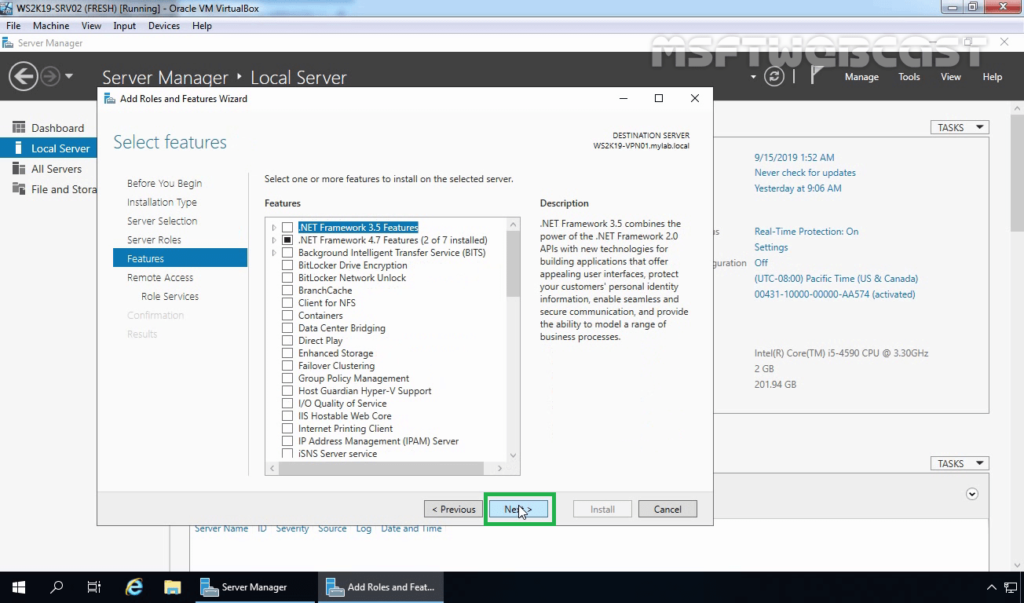 WS2K19-SRV02 (FRESH) [Running] - Oracle VM VirtualBox
File Machine View Input Devices Help
Server Manager
MSFTWEBCAST
Server Manager ‣ Local Server
Manage Tools View Help
Add Roles and Features Wizard
Dashboard
Local Server
All Servers
File and Stora
Select features
DESTINATION SERVER
WS2K19-VPN01.mylab.local
Before You Begin
Installation Type
Server Selection
Server Roles
Features
Remote Access
Role Services
Confirmation
Results
Select one or more features to install on the selected server.
Features
.NET Framework 3.5 Features
.NET Framework 4.7 Features (2 of 7 installed)
Background Intelligent Transfer Service (BITS)
BitLocker Drive Encryption
BitLocker Network Unlock
BranchCache
Client for NFS
Containers
Data Center Bridging
Direct Play
Enhanced Storage
Failover Clustering
Group Policy Management
Host Guardian Hyper-V Support
I/O Quality of Service
IIS Hostable Web Core
Internet Printing Client
IP Address Management (IPAM) Server
iSNS Server service
Description
.NET Framework 3.5 combines the
power of the .NET Framework 2.0
APIs with new technologies for
building applications that offer
appealing user interfaces, protect
your customers' personal identity
information, enable seamless and
secure communication, and provide
the ability to model a range of
business processes.
< Previous
Next >
Install
Cancel
TASKS
9/15/2019 1:52 AM
Never check for updates
Yesterday at 9:06 AM
Real-Time Protection: On
Settings
guration Off
(UTC-08:00) Pacific Time (US & Canada)
00431-10000-00000-AA574 (activated)
Intel(R) Core(TM) i5-4590 CPU @ 3.30GHz
2 GB
201.94 GB
TASKS
Server Name ID Severity Source Log Date and Time
Server Manager
Add Roles and Feat...